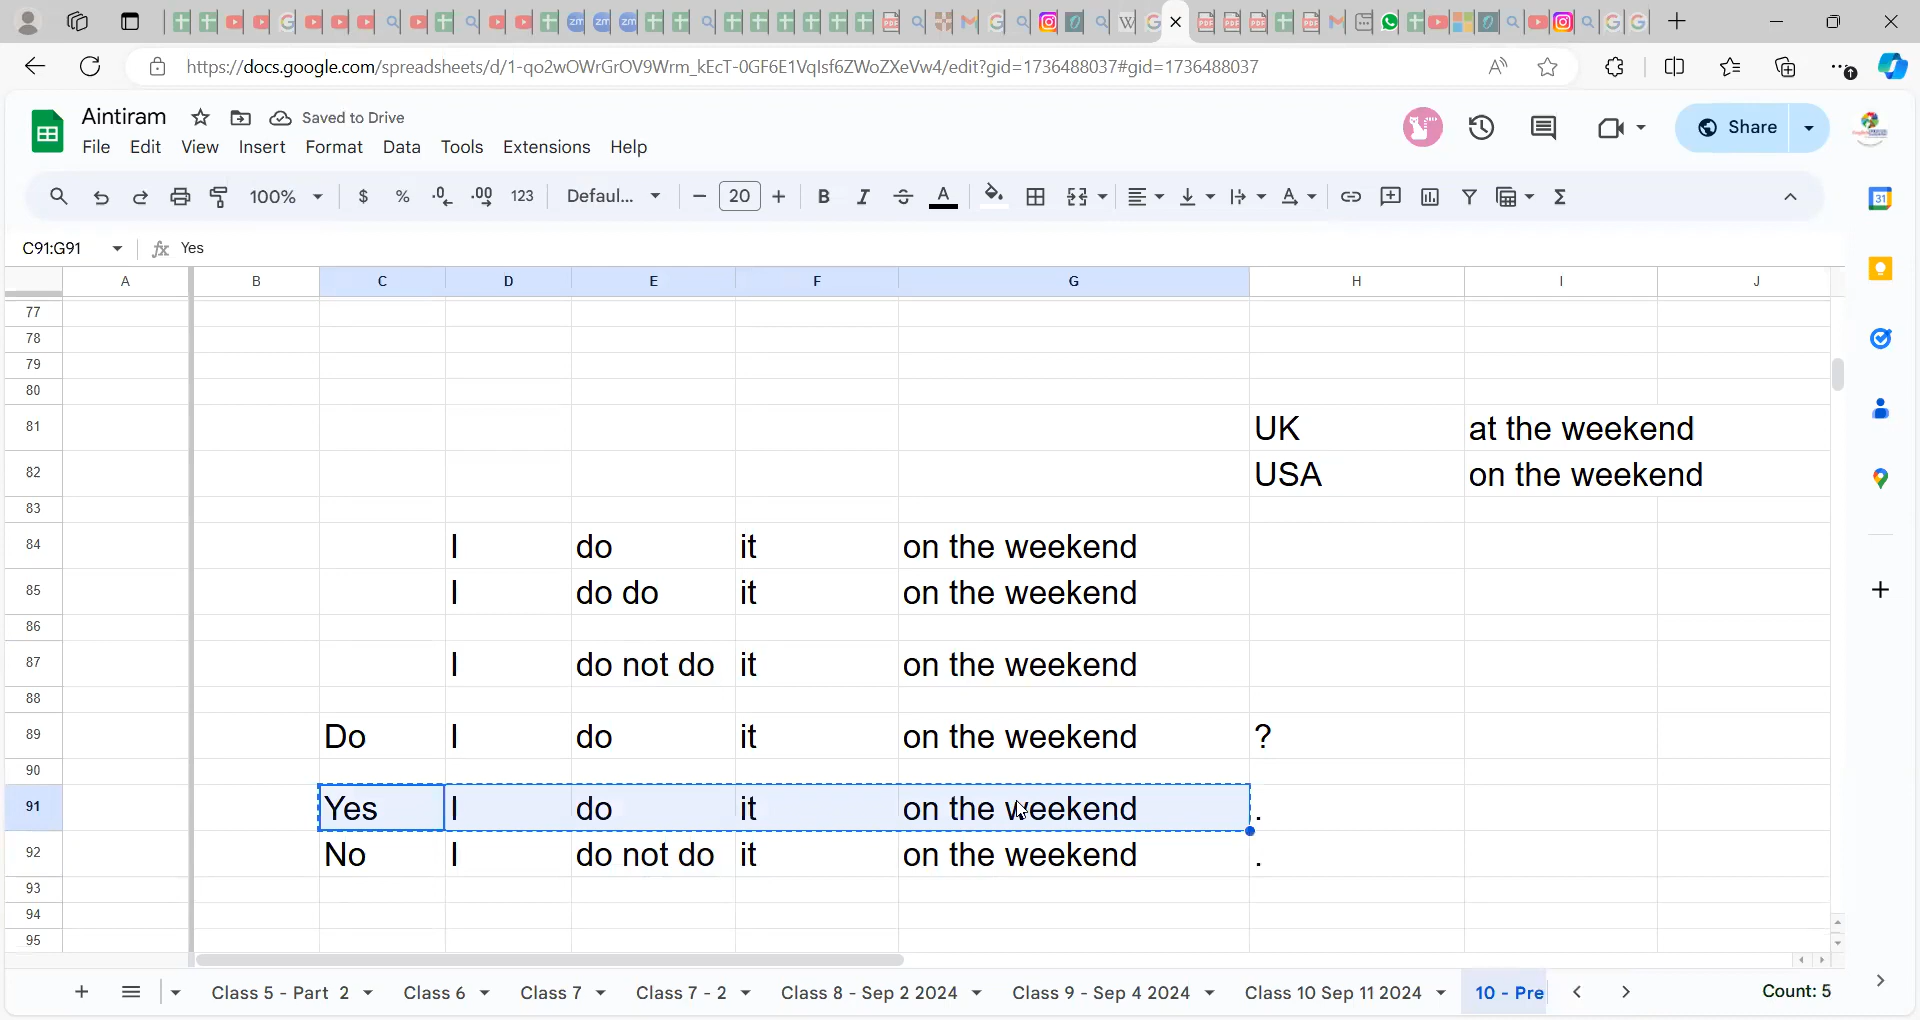 https://docs.google.com/spreadsheets/d/1-qo2wOWrGrOV9Wrm_kEcT-0GF6E1VqIsf6ZWoZXeVw4/edit?gid=1736488037#gid=1736488037
Aintiram Saved to Drive
File Edit View Insert Format Data Tools Extensions Help
Share
100% $ % .0 .00 123 Defaul... 20 B I A
C91:G91 Yes
A B C D E F G H I J
77
78
79
80
81 UK at the weekend
82 USA on the weekend
83
84 I do it on the weekend
85 I do do it on the weekend
86
87 I do not do it on the weekend
88
89 Do I do it on the weekend ?
90
91 Yes I do it on the weekend .
92 No I do not do it on the weekend .
93
94
95
Class 5 - Part 2 Class 6 Class 7 Class 7 - 2 Class 8 - Sep 2 2024 Class 9 - Sep 4 2024 Class 10 Sep 11 2024 10 - Pre Count: 5